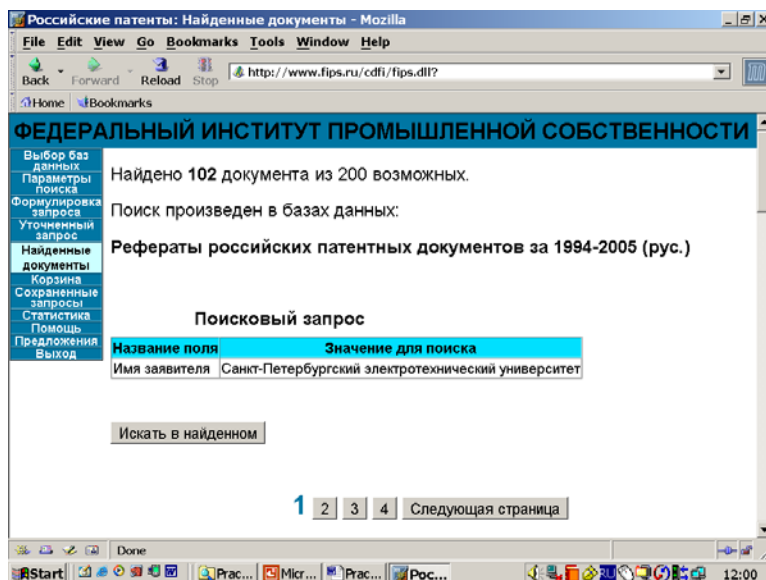 Российские патенты: Найденные документы - Mozilla
File Edit View Go Bookmarks Tools Window Help
Back Forward Reload Stop http://www.fips.ru/cdfi/fips.dll?
Home Bookmarks
ФЕДЕРАЛЬНЫЙ ИНСТИТУТ ПРОМЫШЛЕННОЙ СОБСТВЕННОСТИ
Выбор баз
данных
Параметры
поиска
Формулировка
запроса
Уточненный
запрос
Найденные
документы
Корзина
Сохраненные
запросы
Статистика
Помощь
Предложения
Выход
Найдено 102 документа из 200 возможных.
Поиск произведен в базах данных:
Рефераты российских патентных документов за 1994-2005 (рус.)
Поисковый запрос
Название поля Значение для поиска
Имя заявителя Санкт-Петербургский электротехнический университет
Искать в найденном
1 2 3 4 Следующая страница
Done
Start Prac... Micr... Prac... Рос... RU 12:00